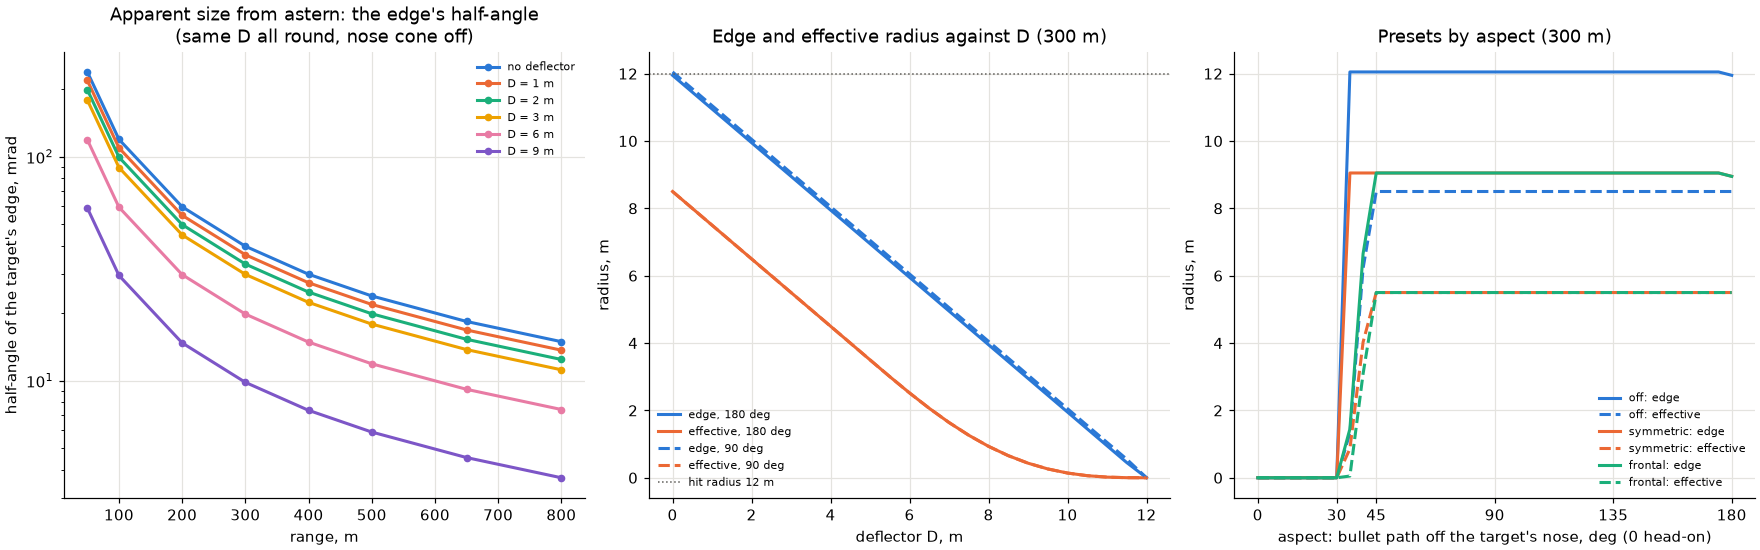 Apparent size from astern: the edge's half-angle
(same D all round, nose cone off)
half-angle of the target's edge, mrad
10^2
10^1
no deflector
D = 1 m
D = 2 m
D = 3 m
D = 6 m
D = 9 m
100 200 300 400 500 600 700 800
range, m
Edge and effective radius against D (300 m)
radius, m
12
10
8
6
4
2
0
edge, 180 deg
effective, 180 deg
edge, 90 deg
effective, 90 deg
hit radius 12 m
0 2 4 6 8 10 12
deflector D, m
Presets by aspect (300 m)
radius, m
12
10
8
6
4
2
0
off: edge
off: effective
symmetric: edge
symmetric: effective
frontal: edge
frontal: effective
0 30 45 90 135 180
aspect: bullet path off the target's nose, deg (0 head-on)